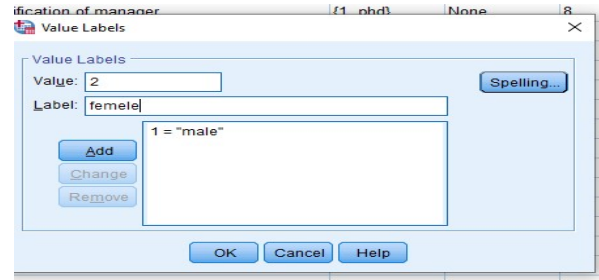 ification of manager {1, phd} None 8
Value Labels
Value Labels
Value: 2
Spelling...
Label: femele
1 = "male"
Add
Change
Remove
OK Cancel Help